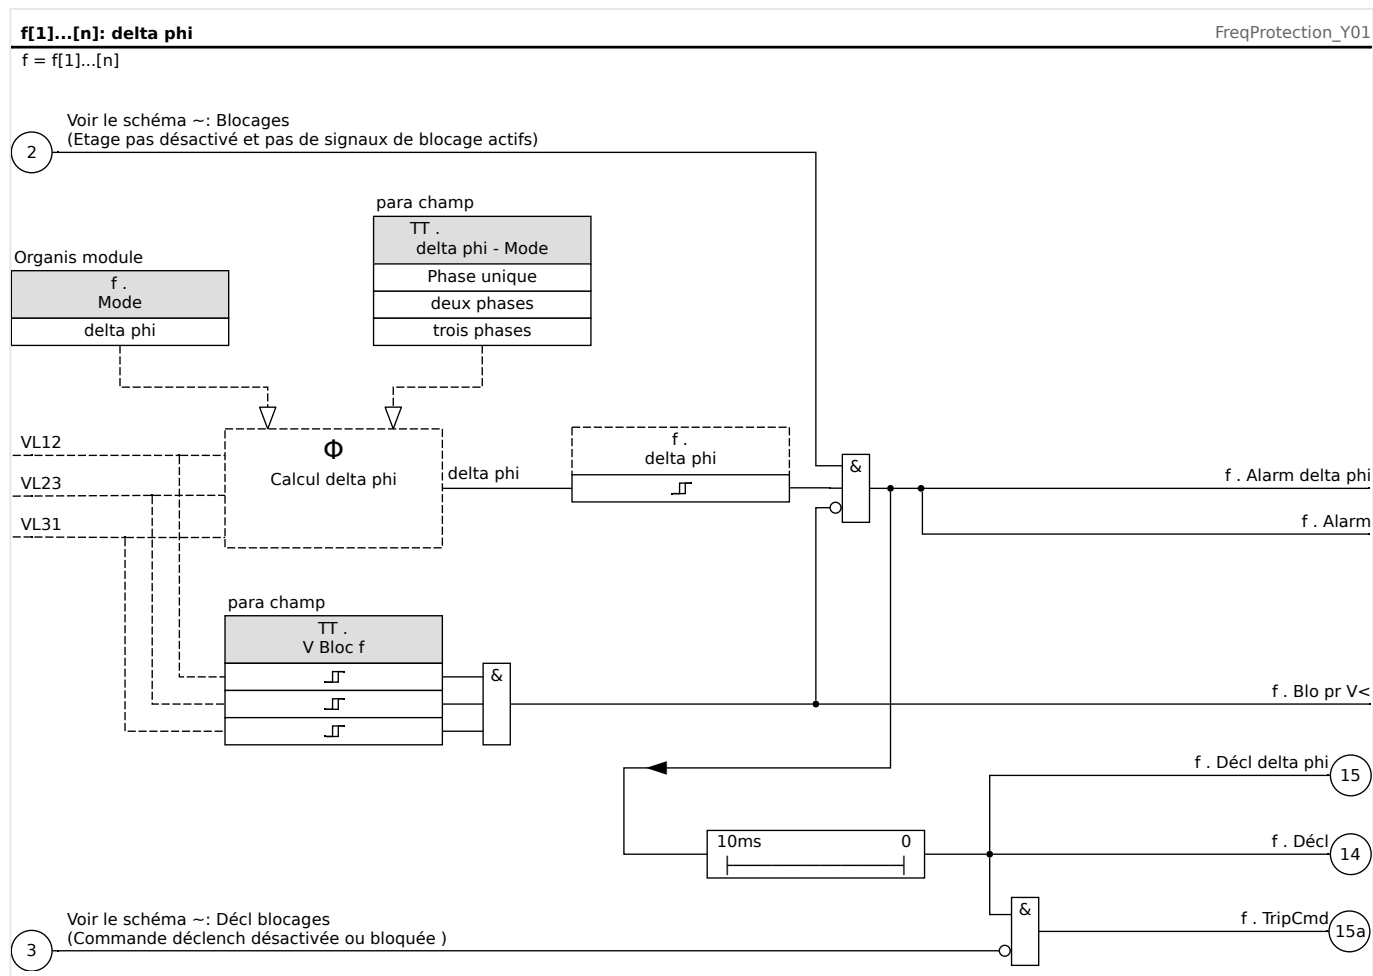 f[1]...[n]: delta phi
FreqProtection_Y01
f = f[1]...[n]
Voir le schéma ~: Blocages
(Etage pas désactivé et pas de signaux de blocage actifs)
2
para champ
TT .
delta phi - Mode
Phase unique
deux phases
trois phases
Organis module
f .
Mode
delta phi
VL12
VL23
VL31
Φ
Calcul delta phi
delta phi
f .
delta phi
&
f . Alarm delta phi
f . Alarm
para champ
TT .
V Bloc f
&
f . Blo pr V<
f . Décl delta phi
15
10ms
0
f . Décl
14
Voir le schéma ~: Décl blocages
(Commande déclench désactivée ou bloquée )
3
&
f . TripCmd
15a